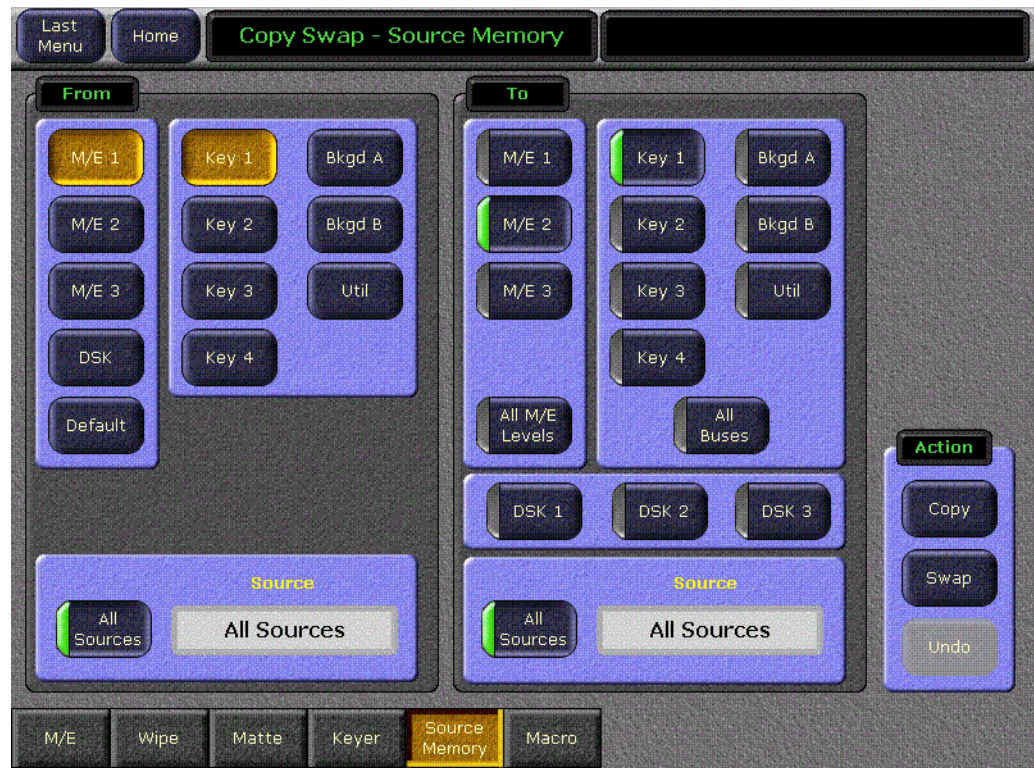 Last Menu
Home
Copy Swap - Source Memory
From
M/E 1
Key 1
Bkgd A
M/E 2
Key 2
Bkgd B
M/E 3
Key 3
Util
DSK
Key 4
Default
Source
All Sources
All Sources
To
M/E 1
Key 1
Bkgd A
M/E 2
Key 2
Bkgd B
M/E 3
Key 3
Util
Key 4
All M/E Levels
All Buses
DSK 1
DSK 2
DSK 3
Source
All Sources
All Sources
Action
Copy
Swap
Undo
M/E
Wipe
Matte
Keyer
Source Memory
Macro